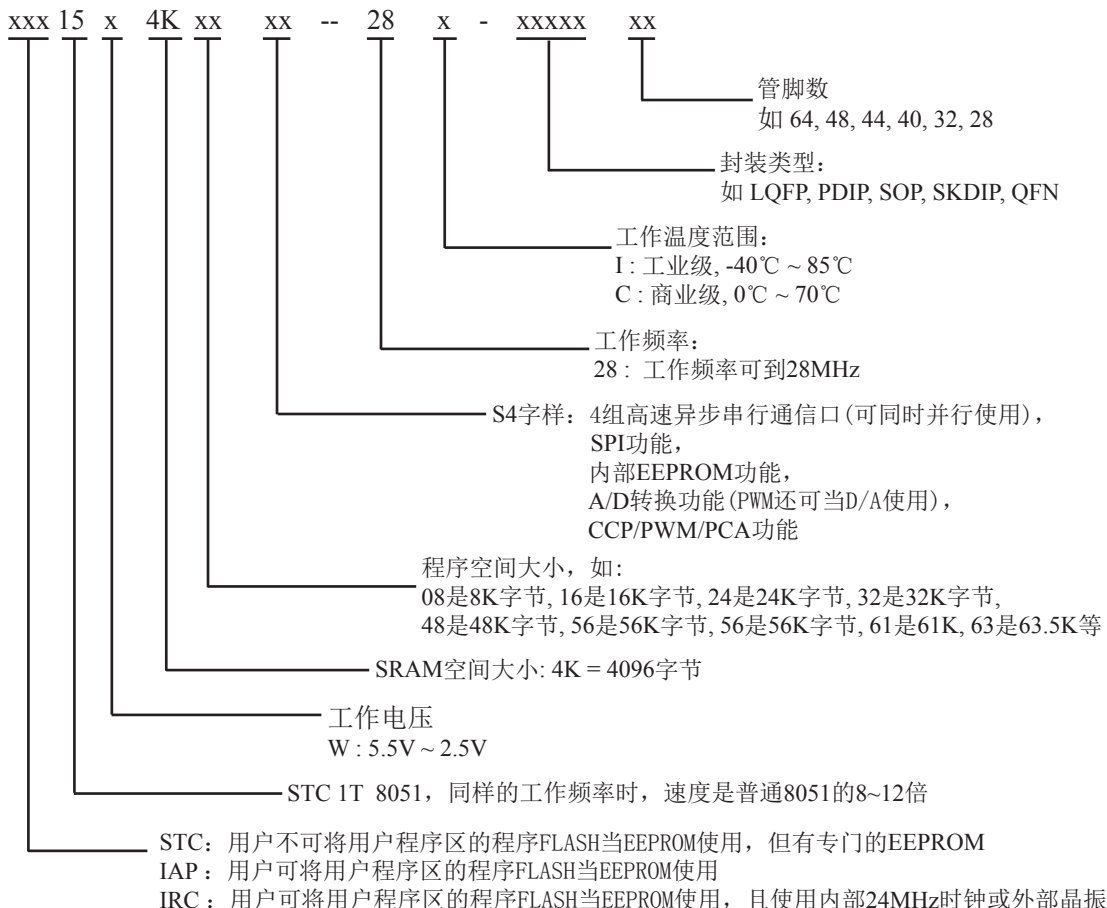 xxx 15 x 4K xx xx -- 28 x - xxxxx xx
管脚数
如 64, 48, 44, 40, 32, 28
封装类型：
如 LQFP, PDIP, SOP, SKDIP, QFN
工作温度范围：
I : 工业级, -40℃ ~ 85℃
C : 商业级, 0℃ ~ 70℃
工作频率：
28 : 工作频率可到28MHz
S4字样：4组高速异步串行通信口(可同时并行使用)，
SPI功能，
内部EEPROM功能，
A/D转换功能(PWM还可当D/A使用)，
CCP/PWM/PCA功能
程序空间大小，如:
08是8K字节, 16是16K字节, 24是24K字节, 32是32K字节,
48是48K字节, 56是56K字节, 56是56K字节, 61是61K, 63是63.5K等
SRAM空间大小: 4K = 4096字节
工作电压
W : 5.5V ~ 2.5V
STC 1T 8051，同样的工作频率时，速度是普通8051的8~12倍
STC：用户不可将用户程序区的程序FLASH当EEPROM使用，但有专门的EEPROM
IAP：用户可将用户程序区的程序FLASH当EEPROM使用
IRC：用户可将用户程序区的程序FLASH当EEPROM使用，且使用内部24MHz时钟或外部晶振